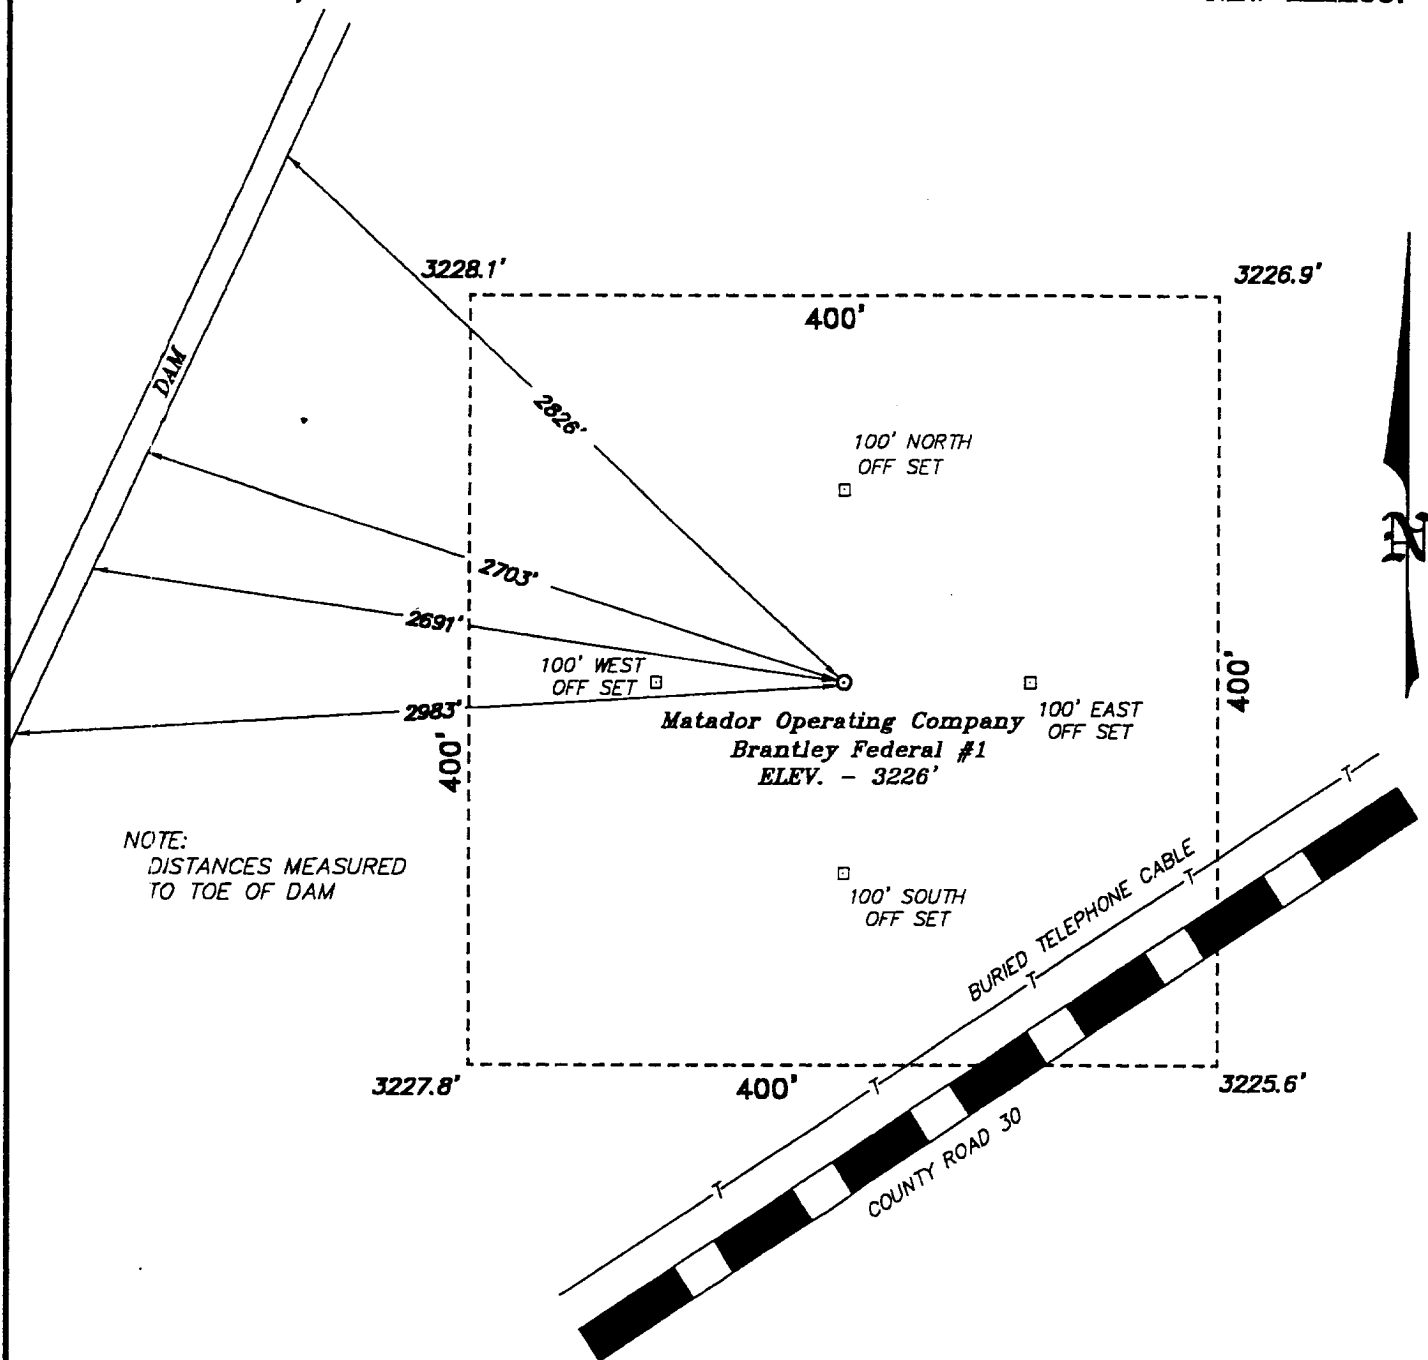 3228.1'
3226.9'
400'
DAM
2826'
100' NORTH
OFF SET
2703'
2691'
100' WEST
OFF SET
2983'
400'
400'
Matador Operating Company
Brantley Federal #1
ELEV. - 3226'
100' EAST
OFF SET
NOTE:
DISTANCES MEASURED
TO TOE OF DAM
100' SOUTH
OFF SET
BURIED TELEPHONE CABLE
T
T
T
T
T
3227.8'
400'
3225.6'
COUNTY ROAD 30